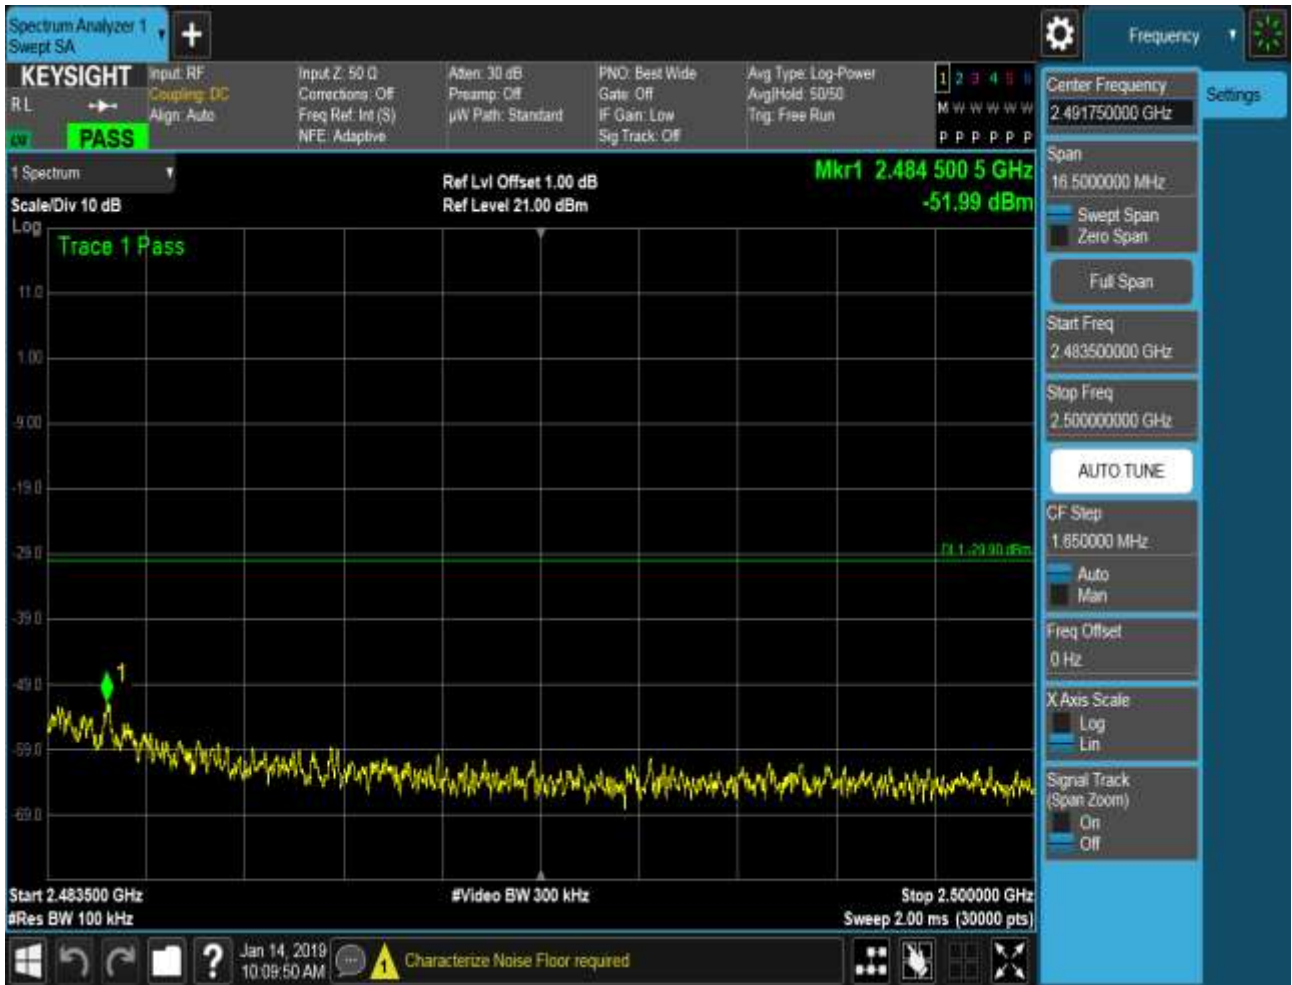 Spectrum Analyzer 1
Swept SA
Frequency
KEYSIGHT
RL
PASS
Input: RF
Coupling: DC
Align: Auto
Input Z: 50 Ω
Corrections: Off
Freq Ref: Int (S)
NFE: Adaptive
Atten: 30 dB
Preamp: Off
µW Path: Standard
PNO: Best Wide
Gate: Off
IF Gain: Low
Sig Track: Off
Avg Type: Log-Power
Avg|Hold: 50/50
Trig: Free Run
1 2 3 4 5 6
M W W W W W
P P P P P P
1 Spectrum
Scale/Div 10 dB
Ref Lvl Offset 1.00 dB
Ref Level 21.00 dBm
Mkr1 2.484 500 5 GHz
-51.99 dBm
Log
Trace 1 Pass
11.0
1.00
-9.00
-19.0
-29.0
DL1 -29.90 dBm
-39.0
-49.0
1
-59.0
-69.0
Start 2.483500 GHz
#Video BW 300 kHz
Stop 2.500000 GHz
#Res BW 100 kHz
Sweep 2.00 ms (30000 pts)
Jan 14, 2019
10:09:50 AM
Characterize Noise Floor required
Center Frequency
2.491750000 GHz
Settings
Span
16.5000000 MHz
Swept Span
Zero Span
Full Span
Start Freq
2.483500000 GHz
Stop Freq
2.500000000 GHz
AUTO TUNE
CF Step
1.650000 MHz
Auto
Man
Freq Offset
0 Hz
X Axis Scale
Log
Lin
Signal Track
(Span Zoom)
On
Off